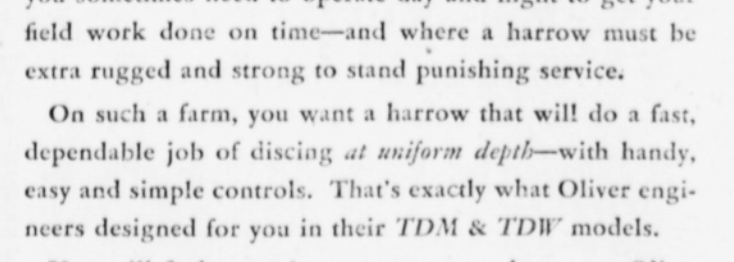 field work done on time—and where a harrow must be
extra rugged and strong to stand punishing service.
On such a farm, you want a harrow that will do a fast,
dependable job of discing at uniform depth—with handy,
easy and simple controls. That's exactly what Oliver engi-
neers designed for you in their TDM & TDW models.